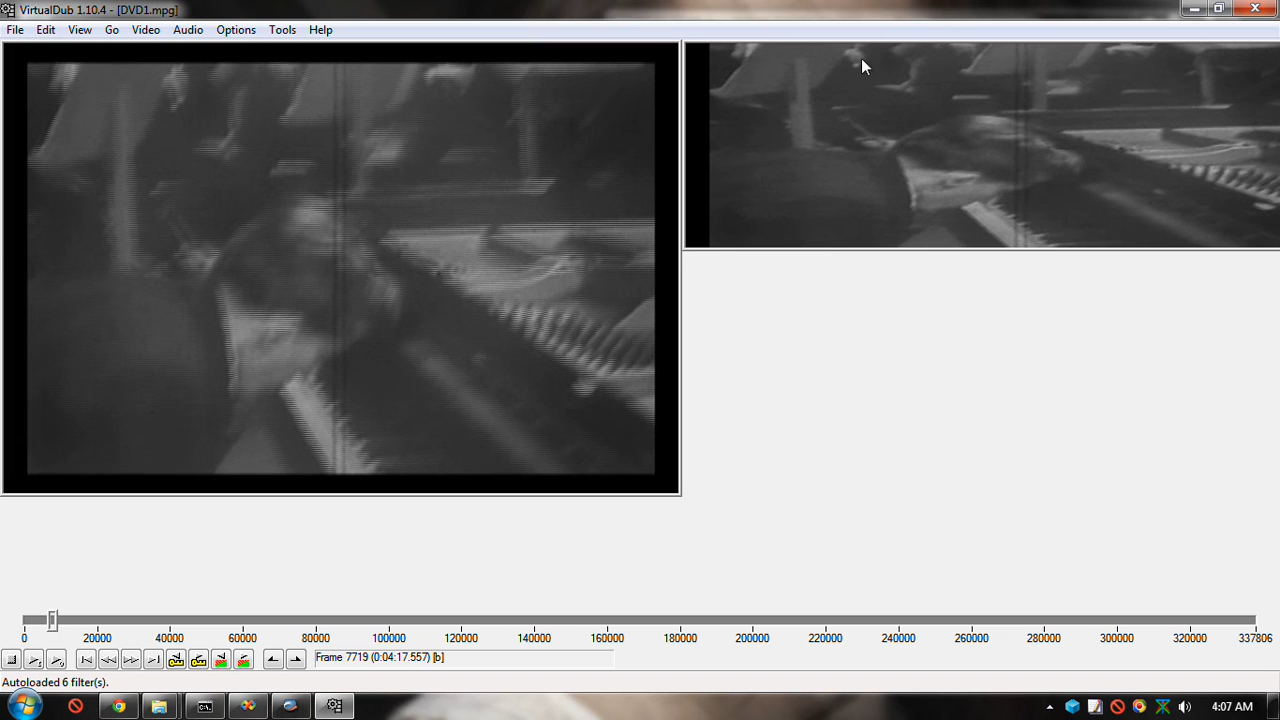 VirtualDub 1.10.4 - [DVD1.mpg]
File Edit View Go Video Audio Options Tools Help
0 20000 40000 60000 80000 100000 120000 140000 160000 180000 200000 220000 240000 260000 280000 300000 320000 337806
Frame 7719 (0:04:17.557) [b]
Autoloaded 6 filter(s).
4:07 AM